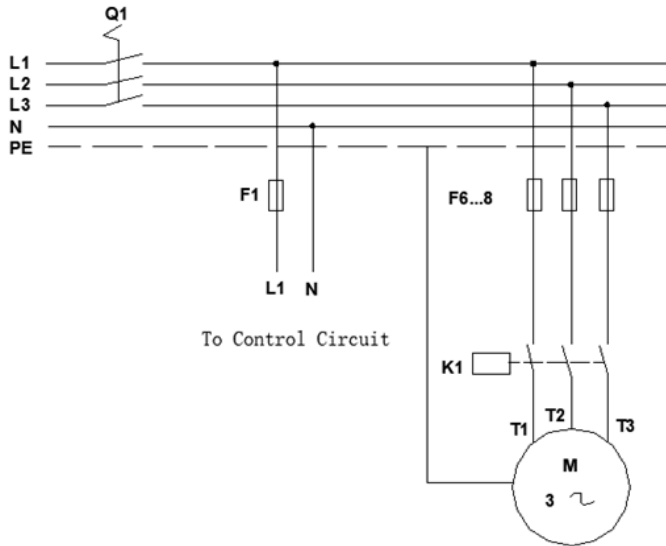 Q1
L1
L2
L3
N
PE
F1
F6...8
L1 N
To Control Circuit
K1
T1 T2 T3
M
3